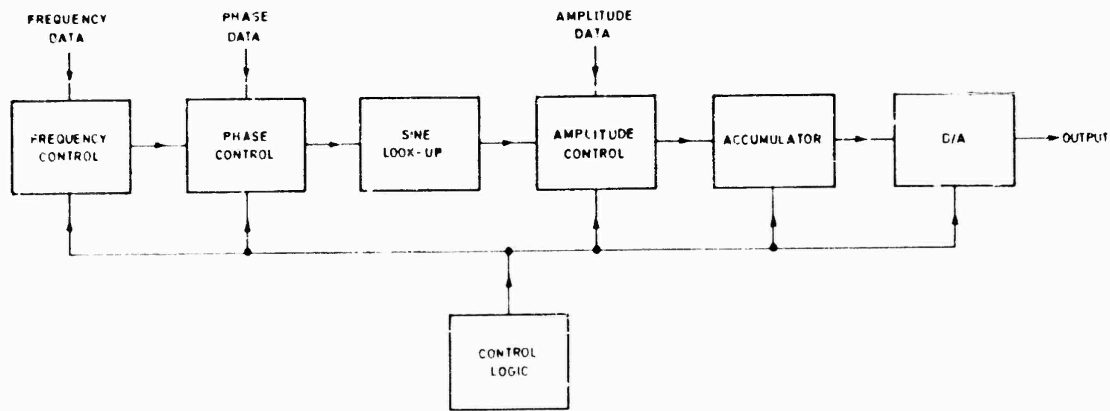 FREQUENCY
DATA
PHASE
DATA
AMPLITUDE
DATA
FREQUENCY
CONTROL
PHASE
CONTROL
SINE
LOOK-UP
AMPLITUDE
CONTROL
ACCUMULATOR
D/A
OUTPUT
CONTROL
LOGIC